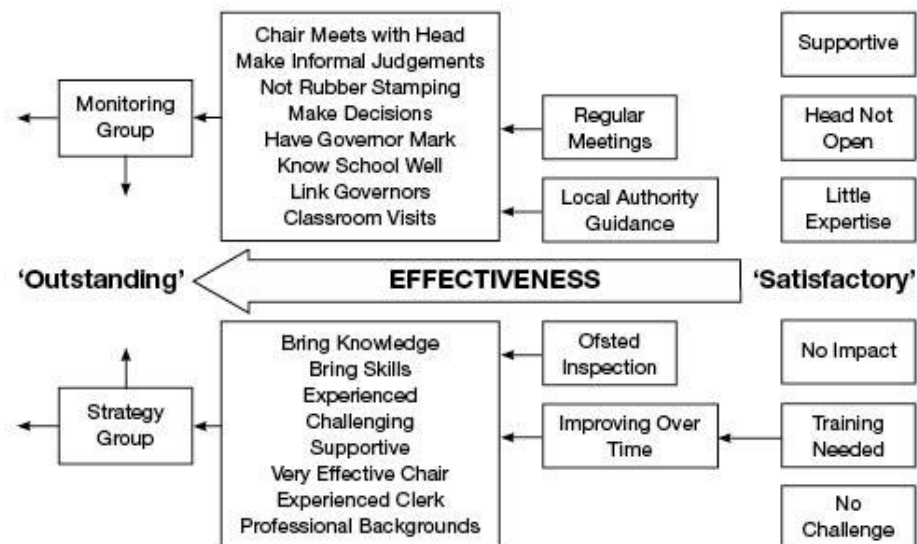 Chair Meets with Head
Make Informal Judgements
Not Rubber Stamping
Make Decisions
Have Governor Mark
Know School Well
Link Governors
Classroom Visits
Monitoring
Group
Regular
Meetings
Local Authority
Guidance
Supportive
Head Not
Open
Little
Expertise
'Outstanding'
EFFECTIVENESS
'Satisfactory'
Bring Knowledge
Bring Skills
Experienced
Challenging
Supportive
Very Effective Chair
Experienced Clerk
Professional Backgrounds
Strategy
Group
Ofsted
Inspection
Improving Over
Time
No Impact
Training
Needed
No
Challenge